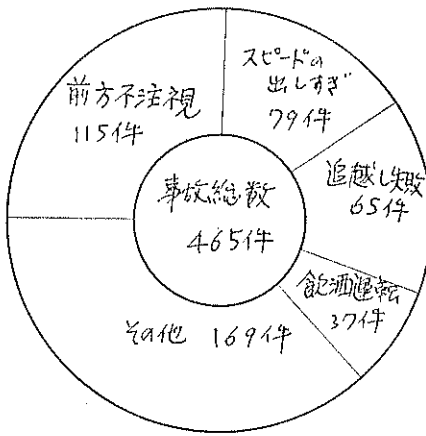 スピードの
出しすぎ
79件
追越し失敗
65件
飲酒運転
37件
その他 169件
前方不注視
115件
事故総数
465件